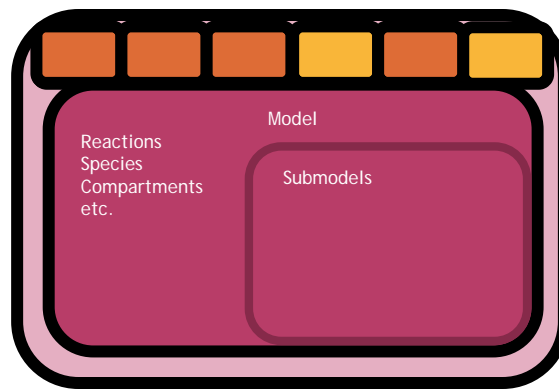 Model
Reactions
Species
Compartments
etc.
Submodels